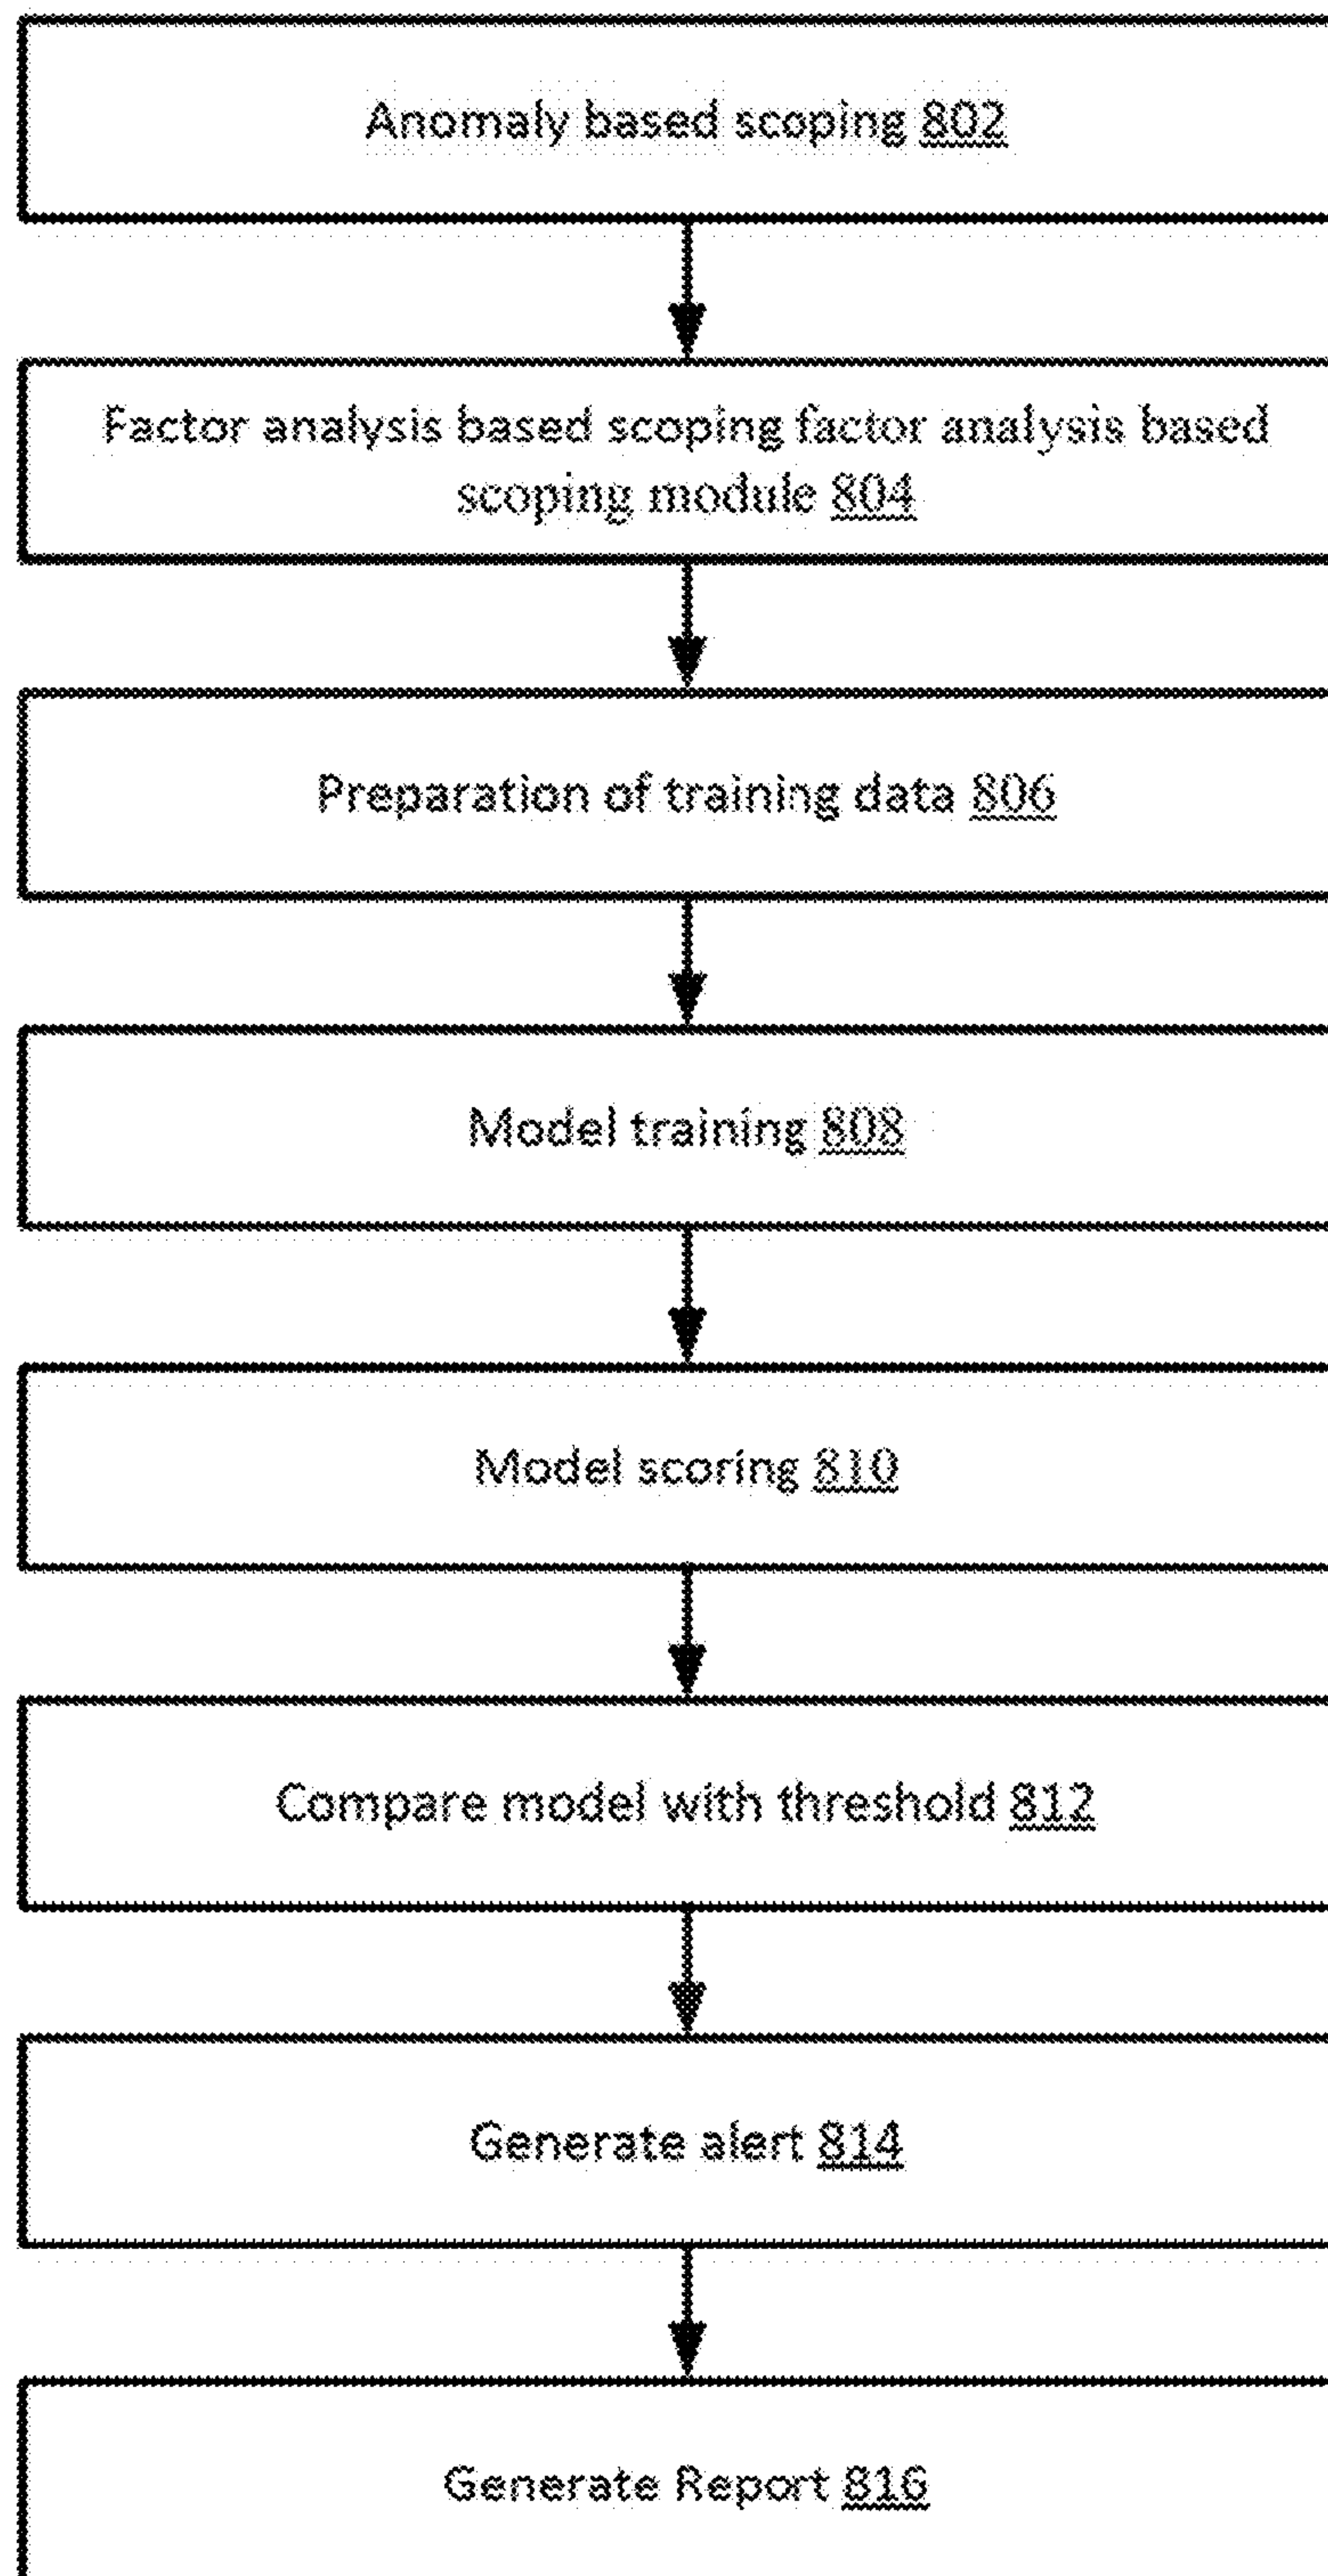 Anomaly based scoping 802
Factor analysis based scoping factor analysis based
scoping module 804
Preparation of training data 806
Model training 808
Model scoring 810
Compare model with threshold 812
Generate alert 814
Generate Report 816